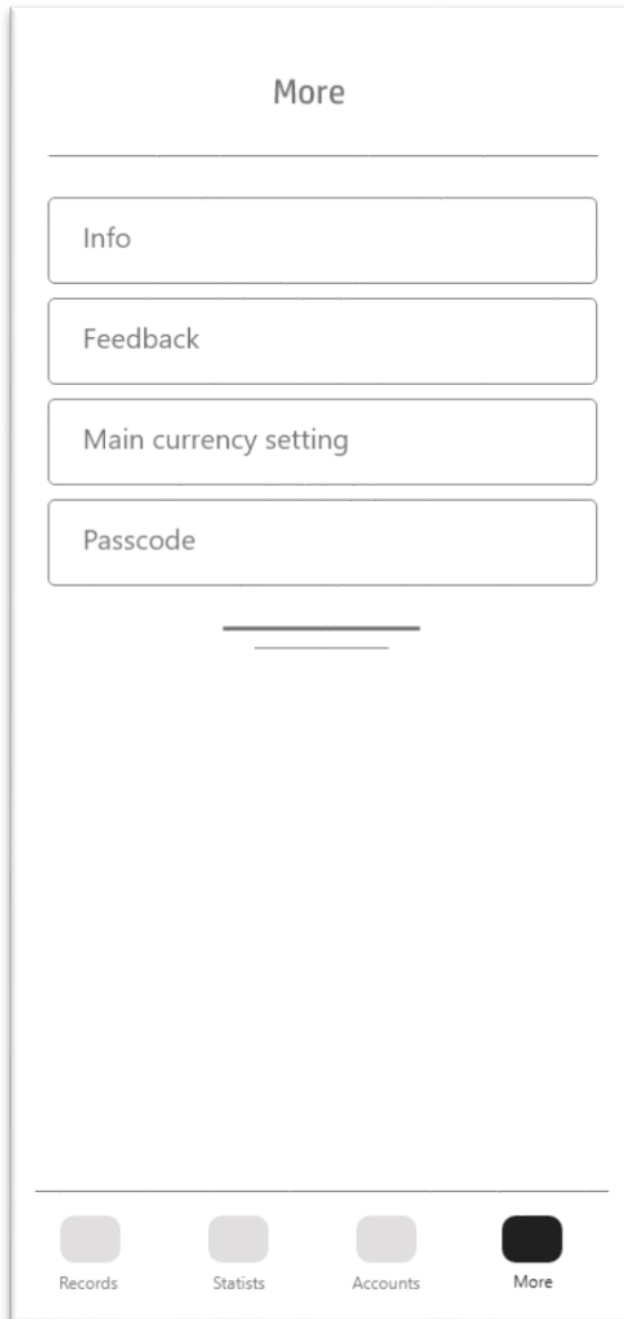 More
Info
Feedback
Main currency setting
Passcode
Records Statists Accounts More